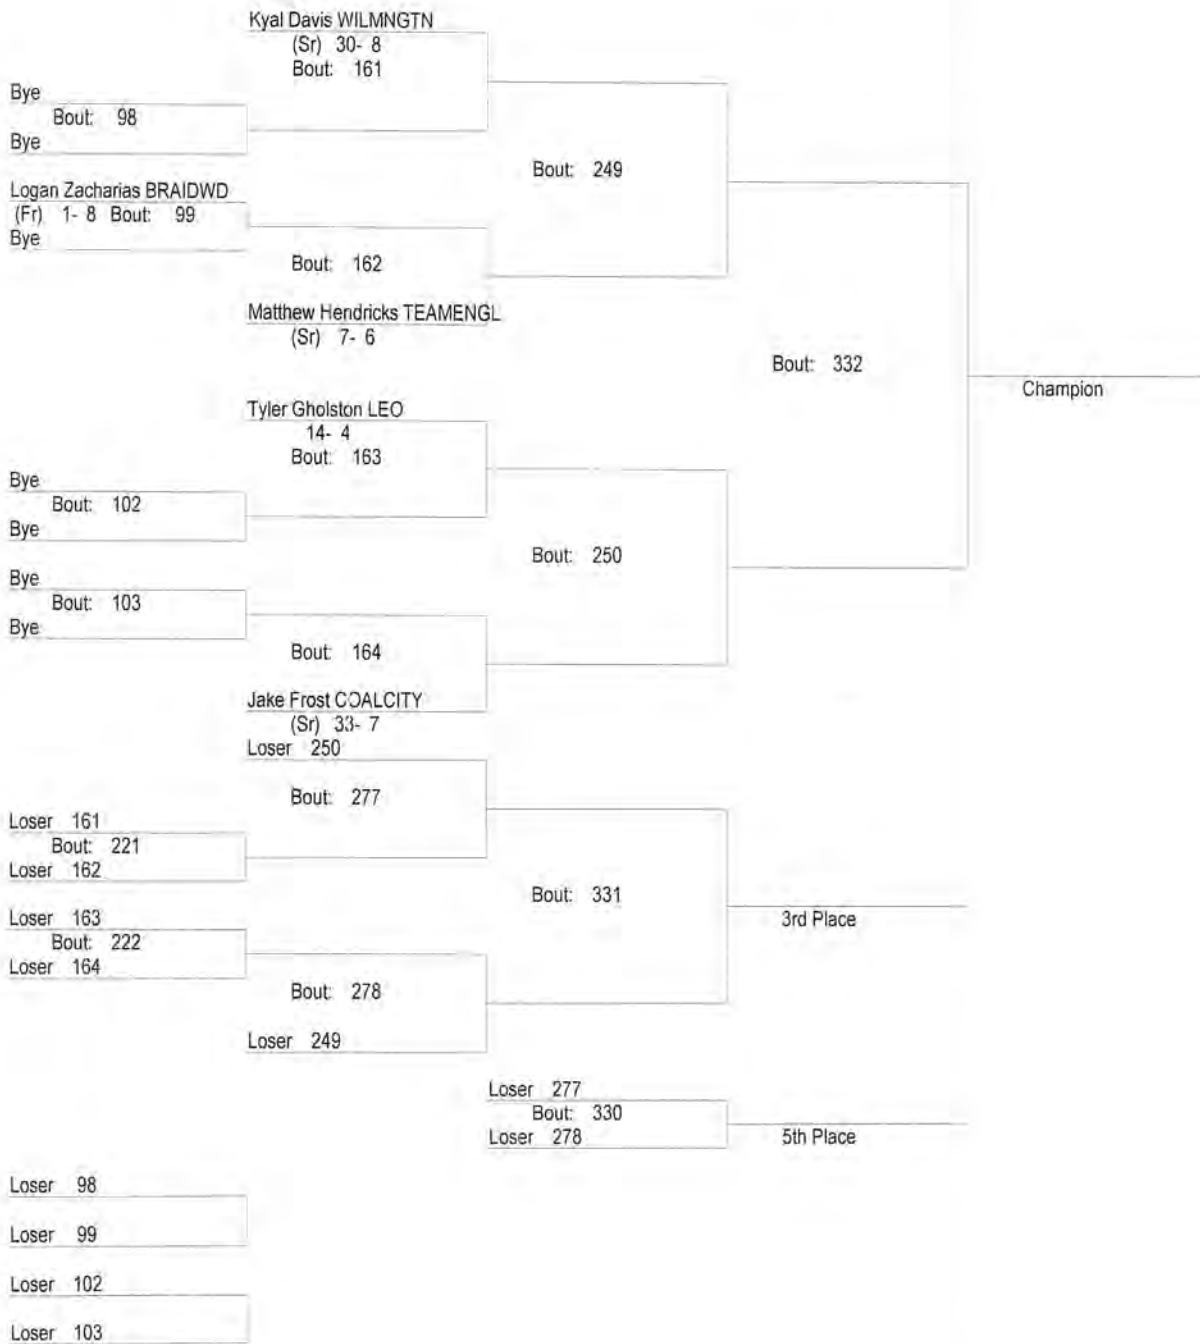 Kyal Davis WILMNGTN
(Sr) 30- 8
Bout: 161
Bye
Bout: 98
Bye
Bout: 249
Logan Zacharias BRAIDWD
(Fr) 1- 8 Bout: 99
Bye
Bout: 162
Matthew Hendricks TEAMENGL
(Sr) 7- 6
Bout: 332
Champion
Tyler Gholston LEO
14- 4
Bout: 163
Bye
Bout: 102
Bye
Bout: 250
Bye
Bout: 103
Bye
Bout: 164
Jake Frost COALCITY
(Sr) 33- 7
Loser 250
Bout: 277
Loser 161
Bout: 221
Loser 162
Bout: 331
Loser 163
3rd Place
Bout: 222
Loser 164
Bout: 278
Loser 249
Loser 277
Bout: 330
Loser 278
5th Place
Loser 98
Loser 99
Loser 102
Loser 103